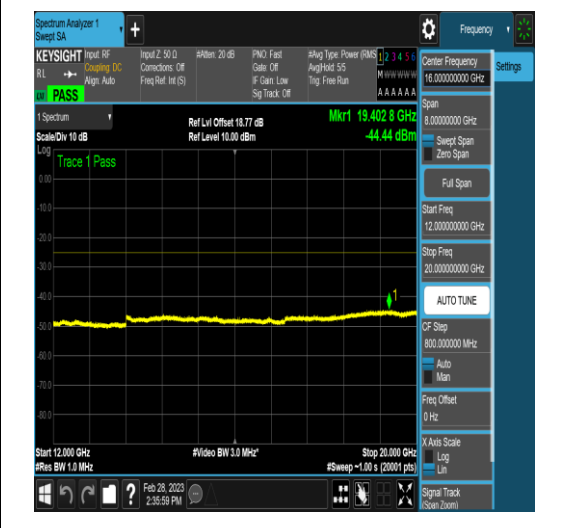 Spectrum Analyzer 1
Swept SA
+
Frequency
KEYSIGHT
RL
PASS
Input: RF
Coupling: DC
Align: Auto
Input Z: 50 Ω
Corrections: Off
Freq Ref: Int (S)
#Atten: 20 dB
PNO: Fast
Gate: Off
IF Gain: Low
Sig Track: Off
#Avg Type: Power (RMS
Avg|Hold: 5/5
Trig: Free Run
1 2 3 4 5 6
M W W W W W
A A A A A A
1 Spectrum
Scale/Div 10 dB
Ref Lvl Offset 18.77 dB
Ref Level 10.00 dBm
Mkr1 19.402 8 GHz
-44.44 dBm
Log
Trace 1 Pass
0.00
-10.0
-20.0
-30.0
-40.0
-50.0
-60.0
-70.0
-80.0
1
Start 12.000 GHz
#Res BW 1.0 MHz
#Video BW 3.0 MHz*
Stop 20.000 GHz
#Sweep ~1.00 s (20001 pts)
Feb 28, 2023
2:35:59 PM
Center Frequency
16.000000000 GHz
Settings
Span
8.00000000 GHz
Swept Span
Zero Span
Full Span
Start Freq
12.000000000 GHz
Stop Freq
20.000000000 GHz
AUTO TUNE
CF Step
800.000000 MHz
Auto
Man
Freq Offset
0 Hz
X Axis Scale
Log
Lin
Signal Track
(Span Zoom)